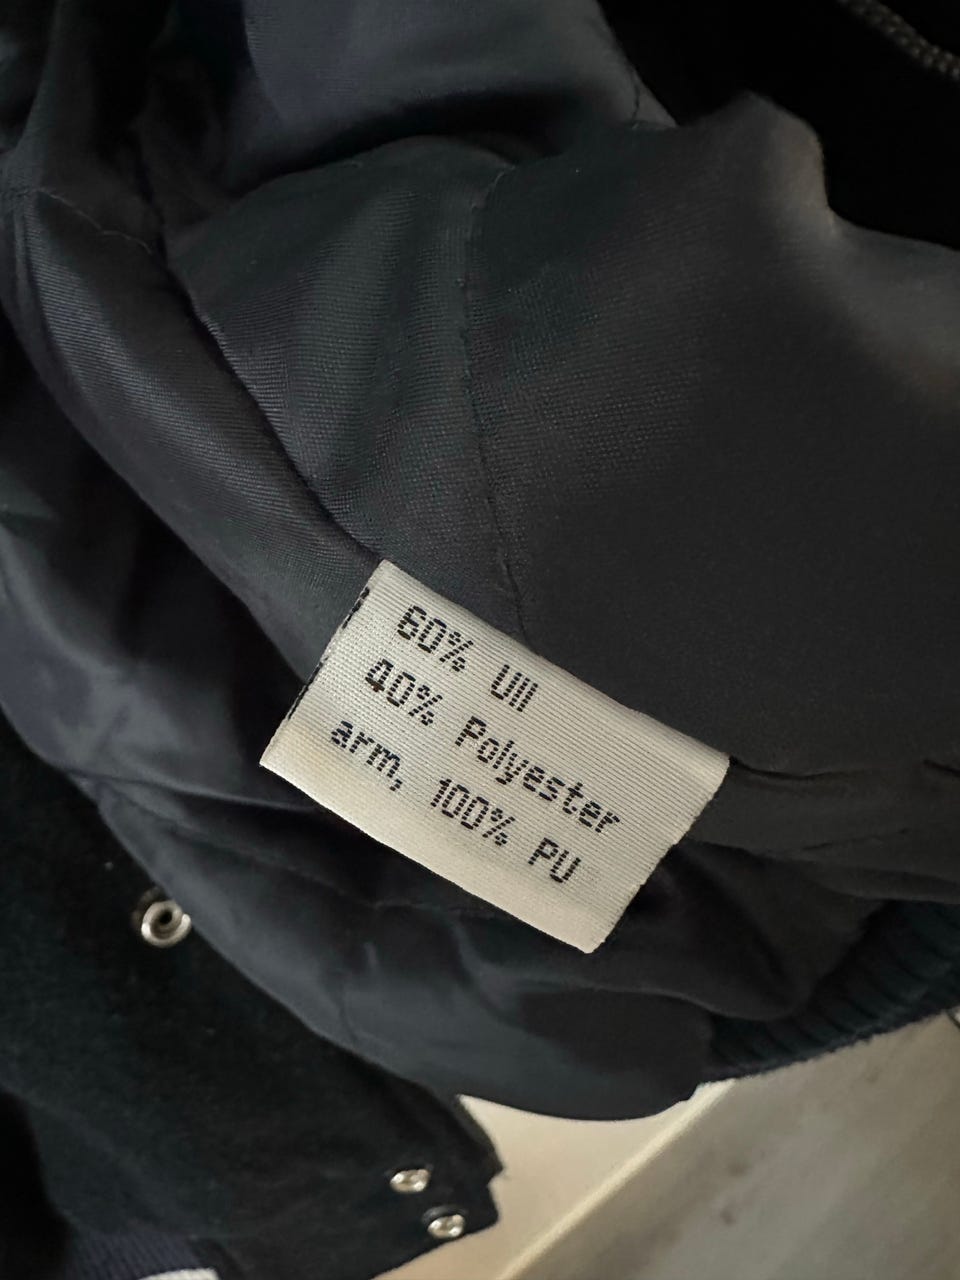 60% Ull
40% Polyester
arm, 100% PU